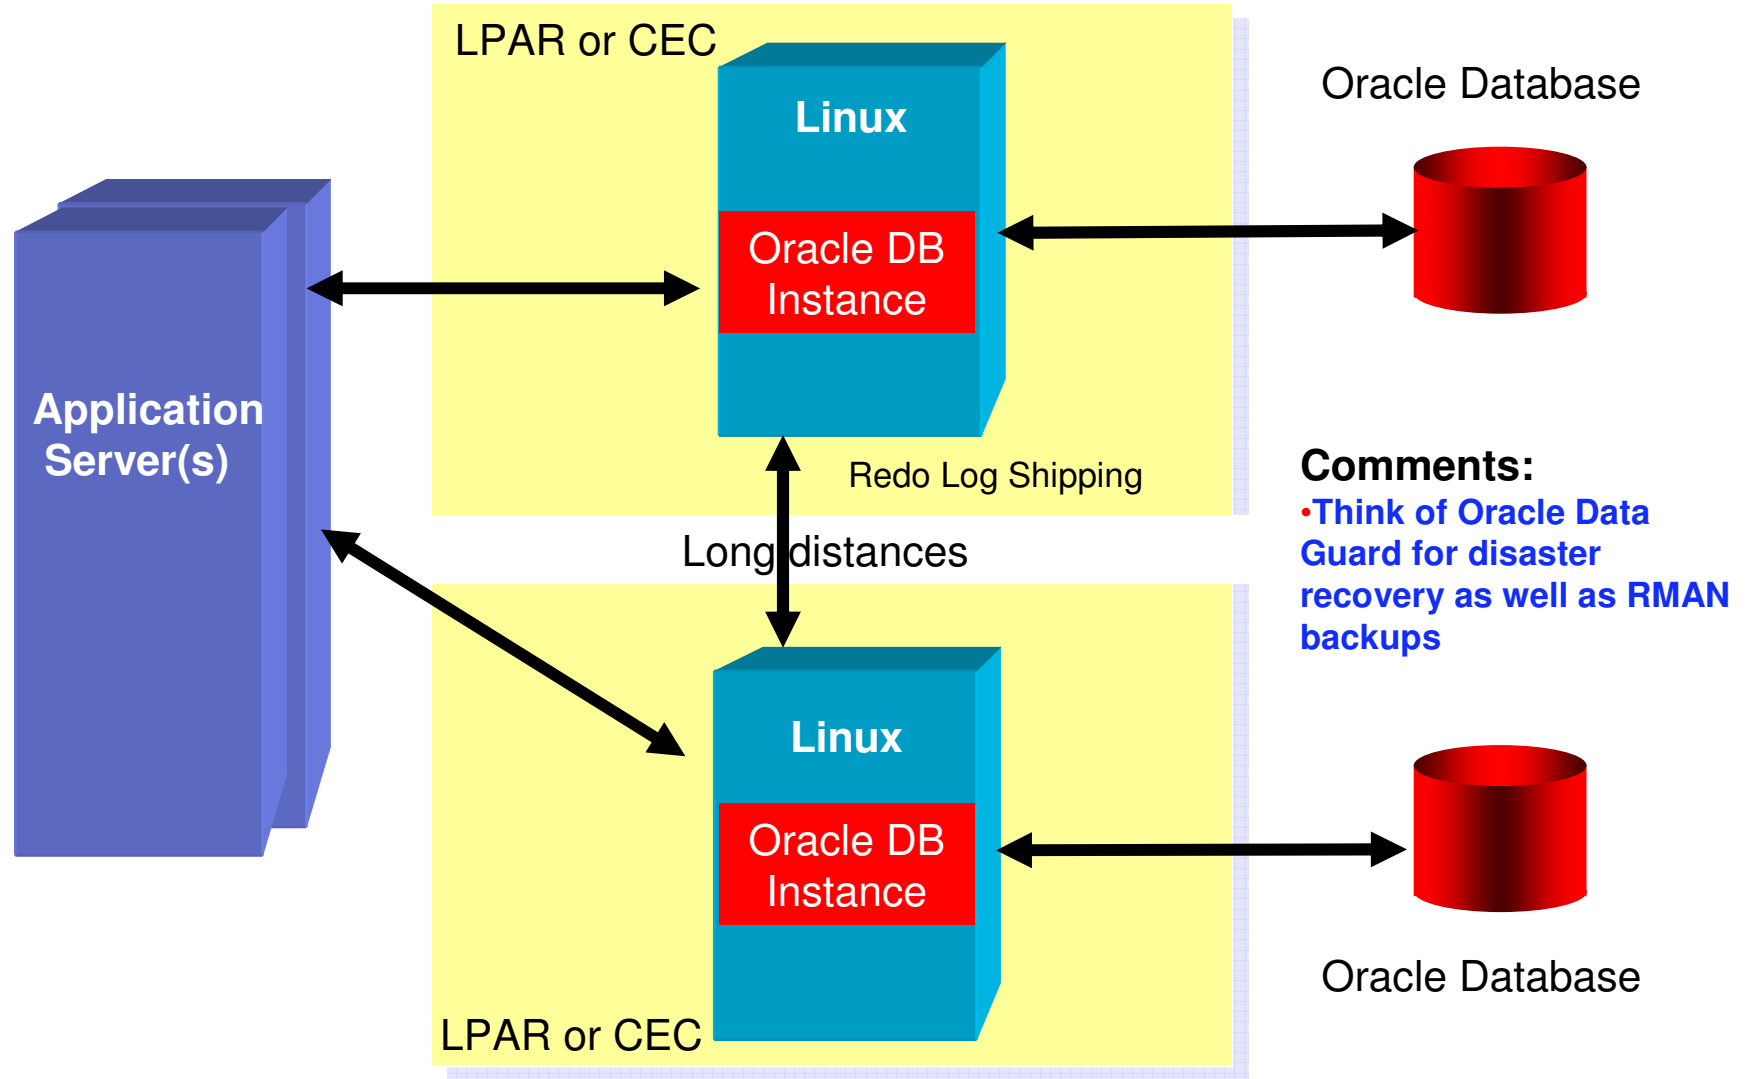 LPAR or CEC
Linux
Oracle DB
Instance
Oracle Database
Application
Server(s)
Redo Log Shipping
Long distances
Comments:
•Think of Oracle Data
Guard for disaster
recovery as well as RMAN
backups
Linux
Oracle DB
Instance
Oracle Database
LPAR or CEC